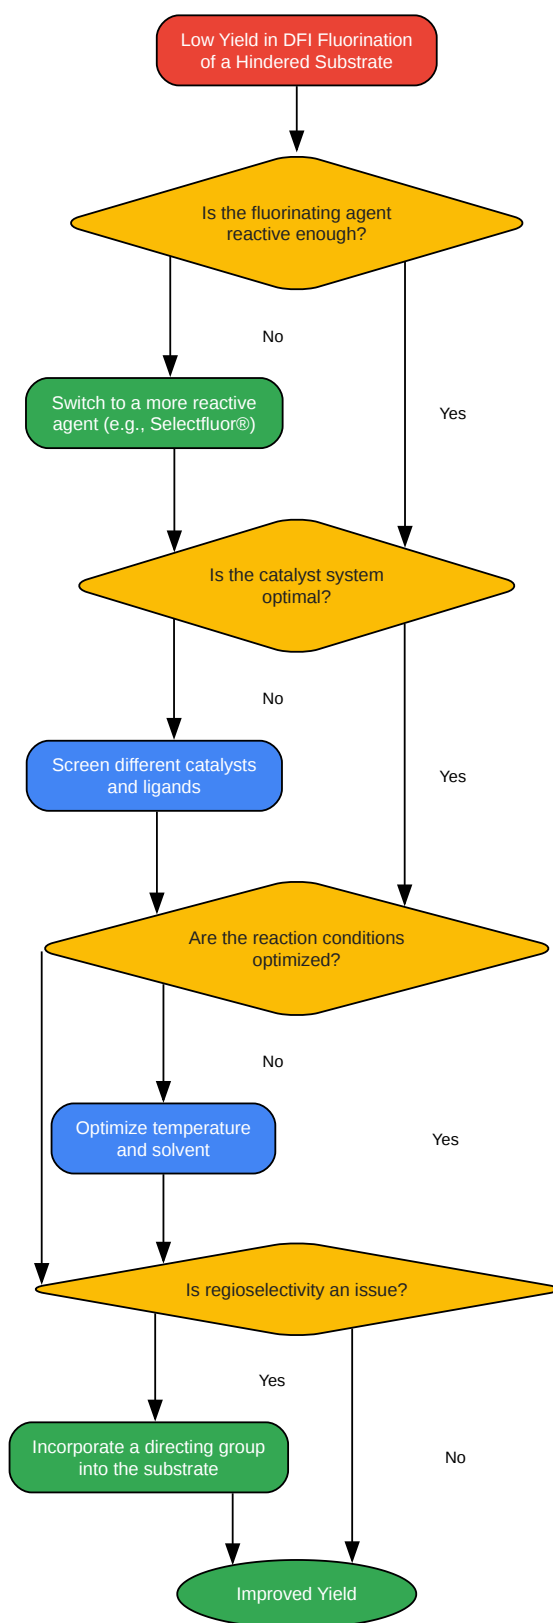 Low Yield in DFI Fluorination
of a Hindered Substrate
Is the fluorinating agent
reactive enough?
No
Switch to a more reactive
agent (e.g., Selectfluor®)
Yes
Is the catalyst system
optimal?
No
Screen different catalysts
and ligands
Yes
Are the reaction conditions
optimized?
No
Optimize temperature
and solvent
Yes
Is regioselectivity an issue?
Yes
Incorporate a directing group
into the substrate
No
Improved Yield